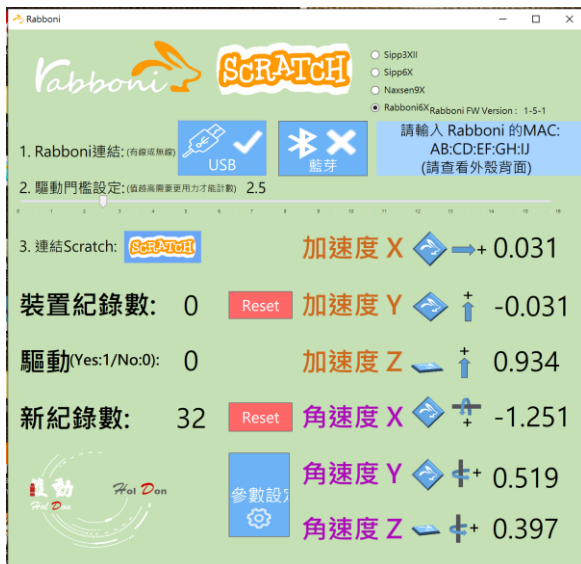 Rabboni
rabboni
SCRATCH
Sipp3XII
Sipp6X
Naxsen9X
Rabboni6X Rabboni FW Version : 1-5-1
1. Rabboni連結: (有線或無線)
USB
藍芽
請輸入 Rabboni 的MAC:
AB:CD:EF:GH:IJ
(請查看外殼背面)
2. 驅動門檻設定: (值越高需要更用力才能計數) 2.5
0 1 2 3 4 5 6 7 8 9 10 11 12 13 14 15 16
3. 連結Scratch: SCRATCH
加速度 X + 0.031
裝置紀錄數: 0 Reset
加速度 Y + -0.031
驅動(Yes:1/No:0): 0
加速度 Z + 0.934
新紀錄數: 32 Reset
角速度 X + -1.251
動
Hol Don
Hol Don
參數設定
角速度 Y + 0.519
角速度 Z + 0.397